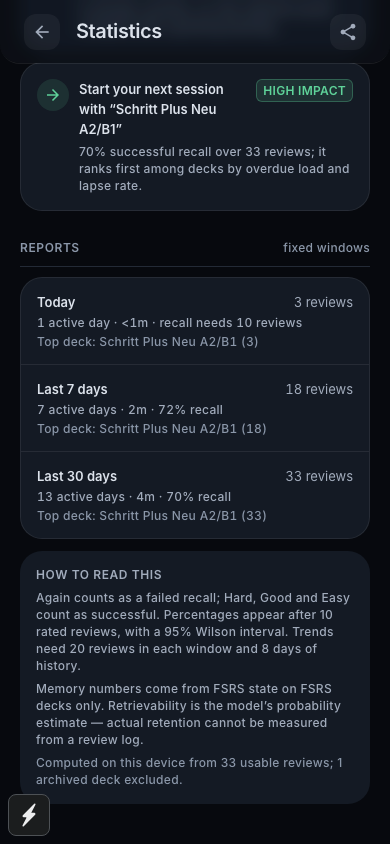 Statistics
Start your next session
with “Schritt Plus Neu
A2/B1”
HIGH IMPACT
70% successful recall over 33 reviews; it
ranks first among decks by overdue load and
lapse rate.
REPORTS
fixed windows
Today
3 reviews
1 active day · <1m · recall needs 10 reviews
Top deck: Schritt Plus Neu A2/B1 (3)
Last 7 days
18 reviews
7 active days · 2m · 72% recall
Top deck: Schritt Plus Neu A2/B1 (18)
Last 30 days
33 reviews
13 active days · 4m · 70% recall
Top deck: Schritt Plus Neu A2/B1 (33)
HOW TO READ THIS
Again counts as a failed recall; Hard, Good and Easy
count as successful. Percentages appear after 10
rated reviews, with a 95% Wilson interval. Trends
need 20 reviews in each window and 8 days of
history.
Memory numbers come from FSRS state on FSRS
decks only. Retrievability is the model’s probability
estimate — actual retention cannot be measured
from a review log.
Computed on this device from 33 usable reviews; 1
archived deck excluded.